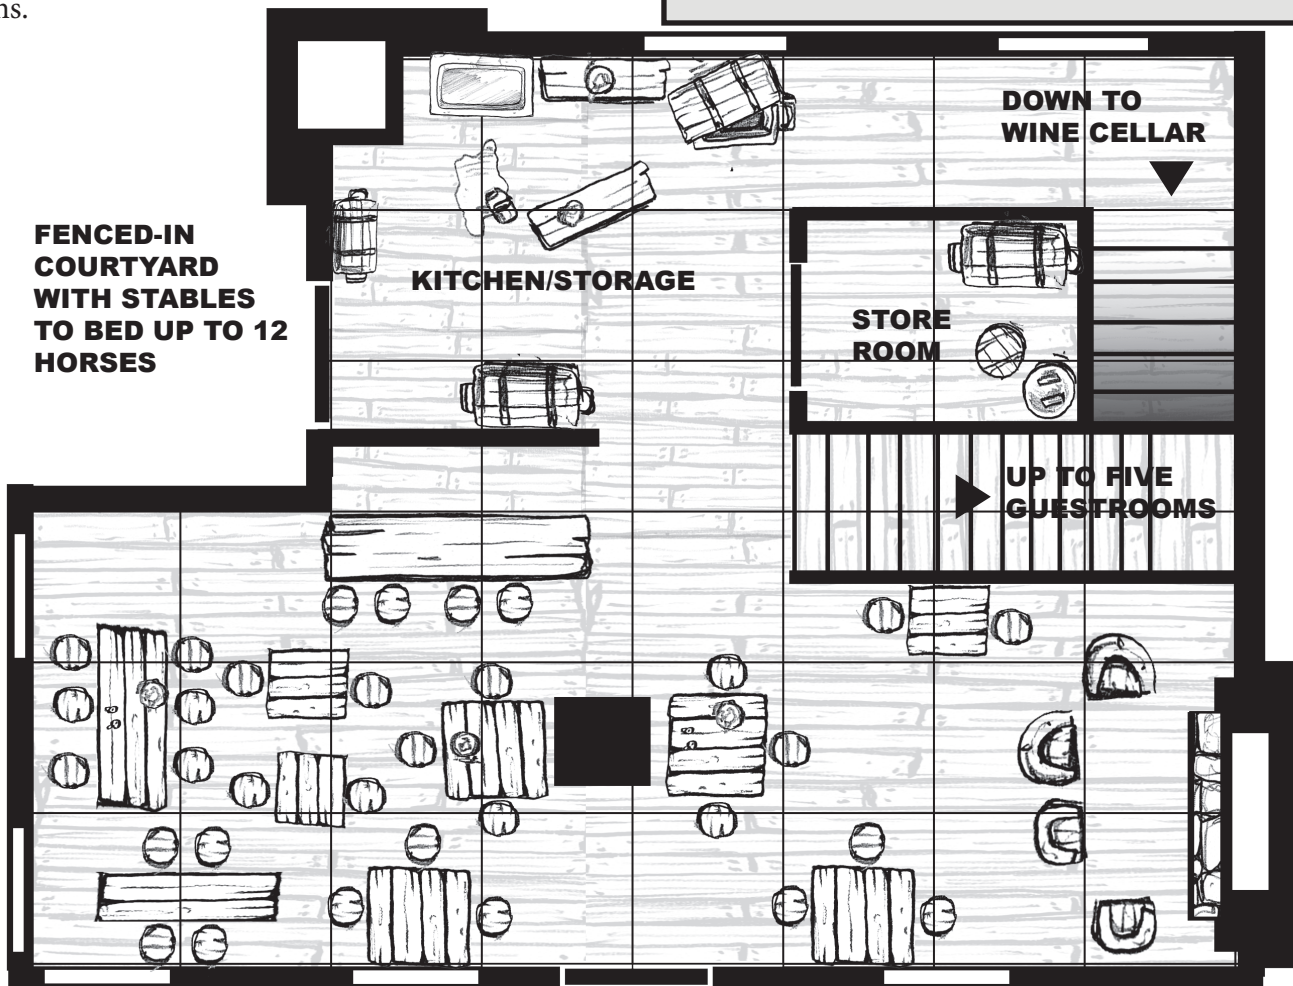 ns.
DOWN TO
WINE CELLAR
FENCED-IN
COURTYARD
WITH STABLES
TO BED UP TO 12
HORSES
KITCHEN/STORAGE
STORE
ROOM
UP TO FIVE
GUESTROOMS